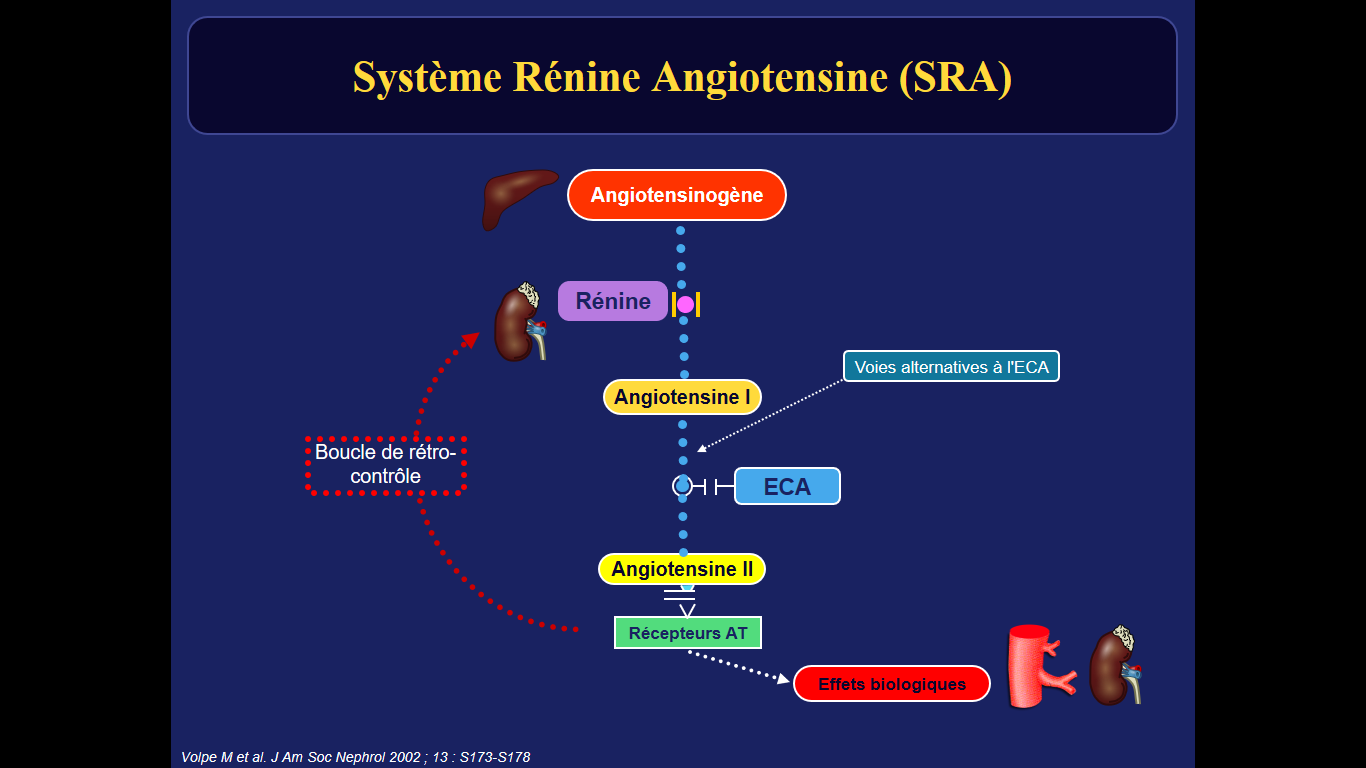 Système Rénine Angiotensine (SRA)
Angiotensinogène
Rénine
Voies alternatives à l'ECA
Angiotensine I
Boucle de rétro-
contrôle
ECA
Angiotensine II
Récepteurs AT
Effets biologiques
Volpe M et al. J Am Soc Nephrol 2002 ; 13 : S173-S178